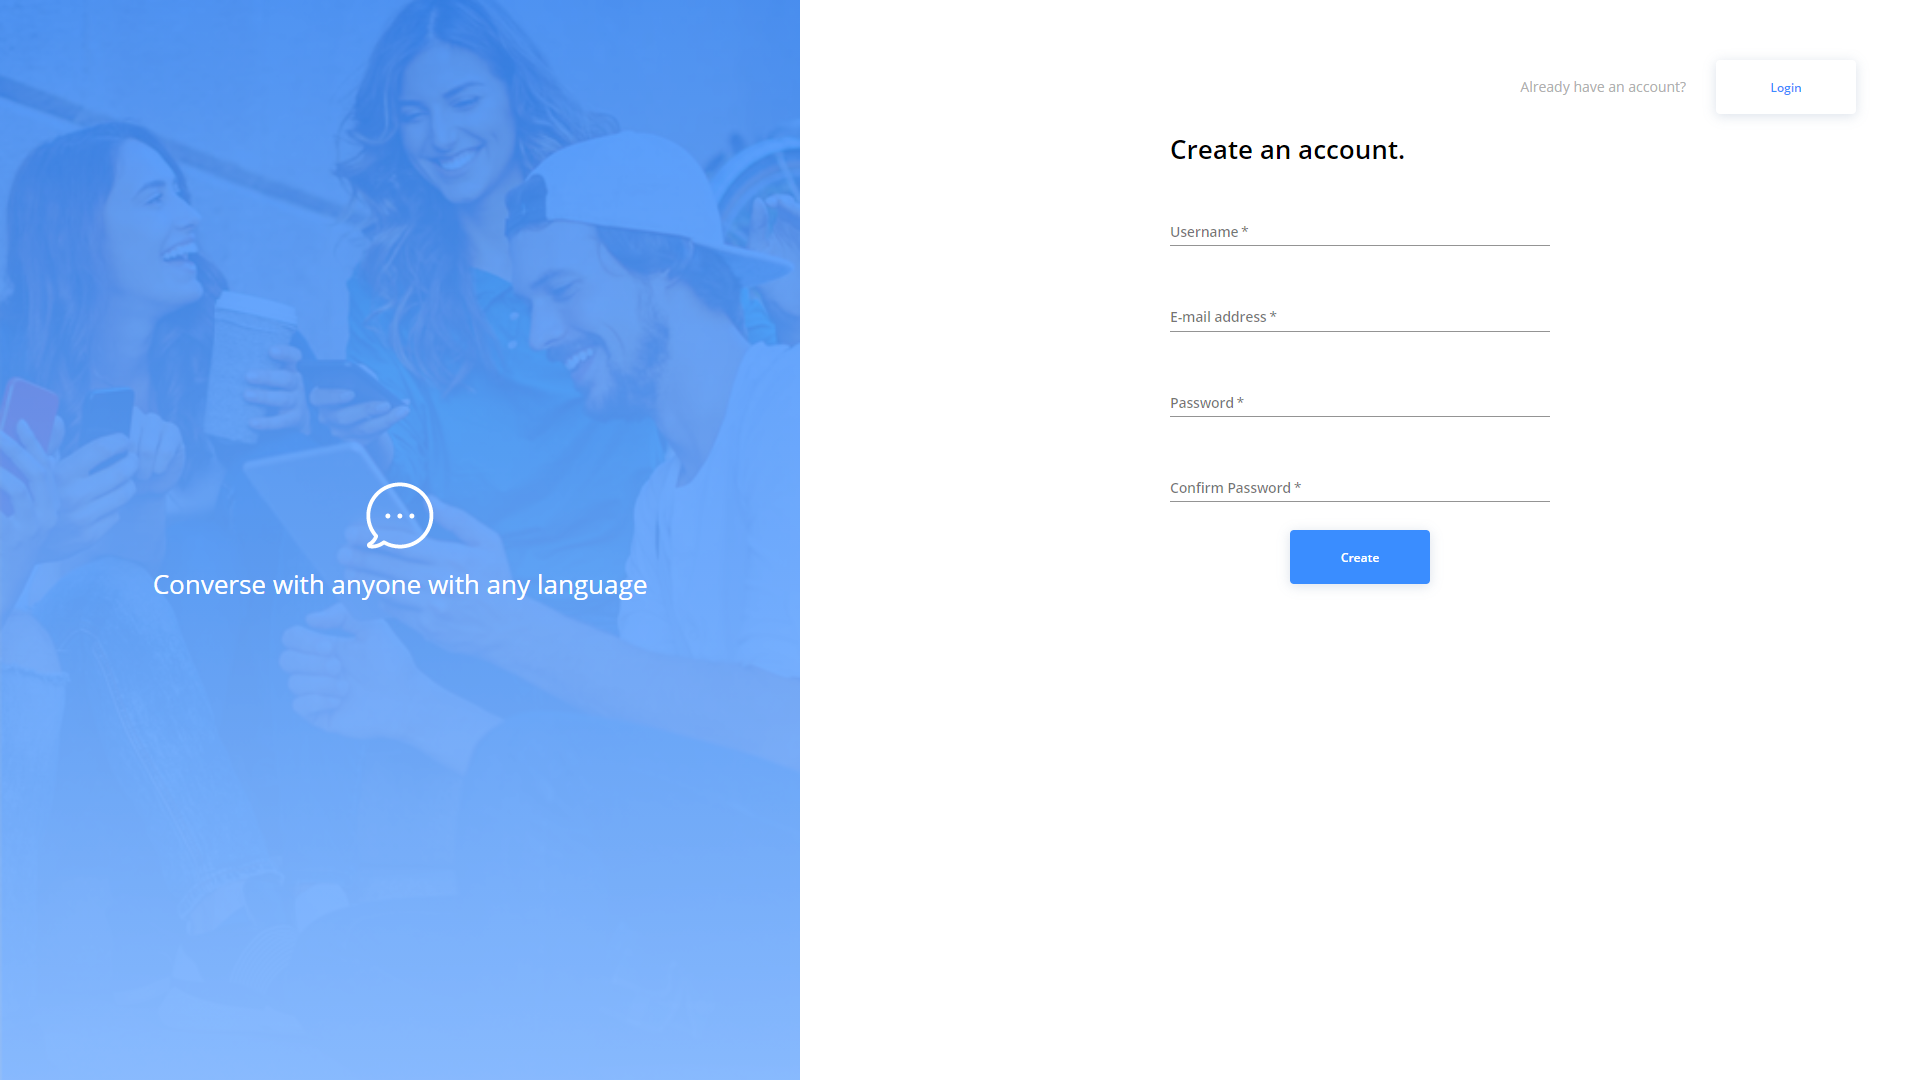 Already have an account?
Login
Create an account.
Username *
E-mail address *
Password *
Confirm Password *
Create
Converse with anyone with any language